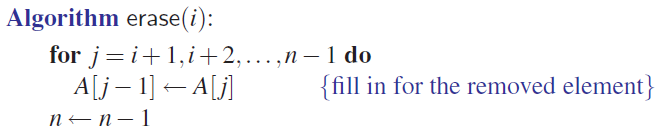 Algorithm erase(i):
for j = i+1, i+2, ..., n − 1 do
A[j − 1] ← A[j] {fill in for the removed element}
n ← n − 1